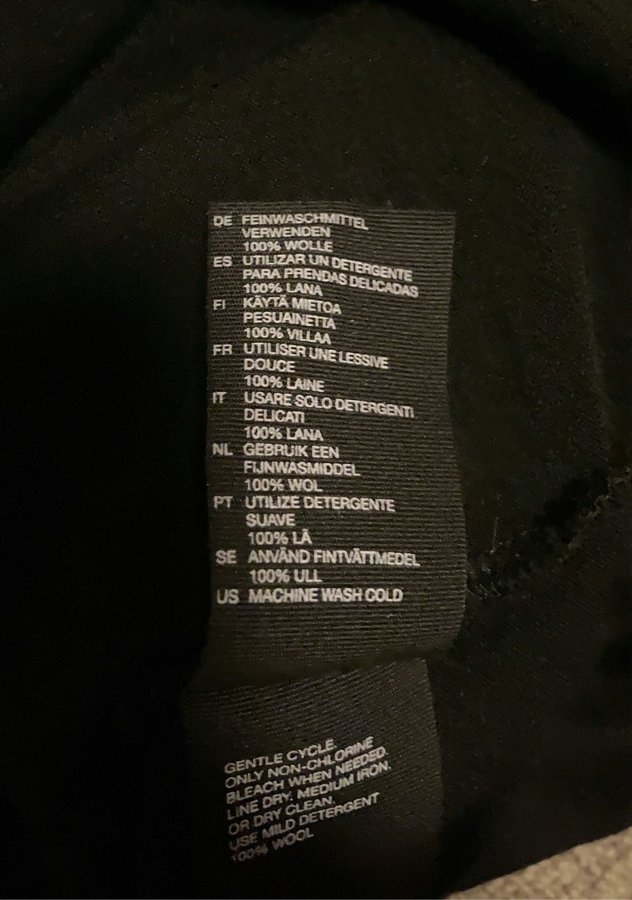 DE FEINWASCHMITTEL
VERWENDEN
100% WOLLE
ES UTILIZAR UN DETERGENTE
PARA PRENDAS DELICADAS
100% LANA
FI KÄYTÄ MIETOA
PESUAINETTA
100% VILLAA
FR UTILISER UNE LESSIVE
DOUCE
100% LAINE
IT USARE SOLO DETERGENTI
DELICATI
100% LANA
NL GEBRUIK EEN
FIJNWASMIDDEL
100% WOL
PT UTILIZE DETERGENTE
SUAVE
100% LÃ
SE ANVÄND FINTVÄTTMEDEL
100% ULL
US MACHINE WASH COLD
GENTLE CYCLE.
ONLY NON-CHLORINE
BLEACH WHEN NEEDED.
LINE DRY. MEDIUM IRON.
OR DRY CLEAN.
USE MILD DETERGENT
100% WOOL